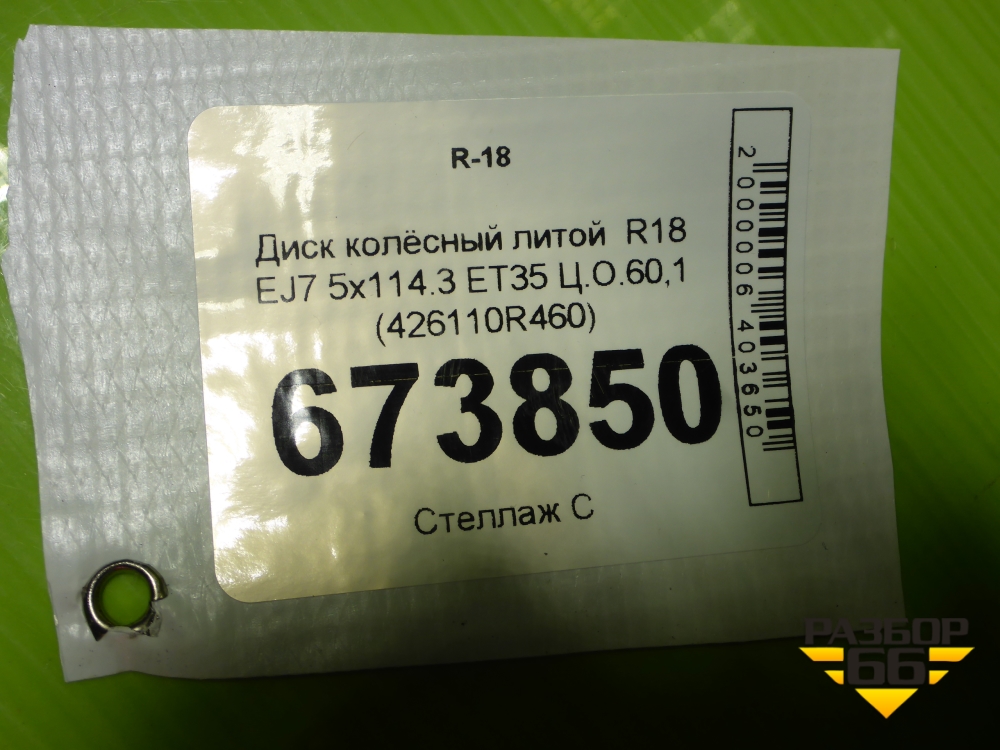 R-18
Диск колёсный литой R18
EJ7 5x114.3 ET35 Ц.О.60,1
(426110R460)
673850
Стеллаж С
2000006403650
РАЗБОР
66